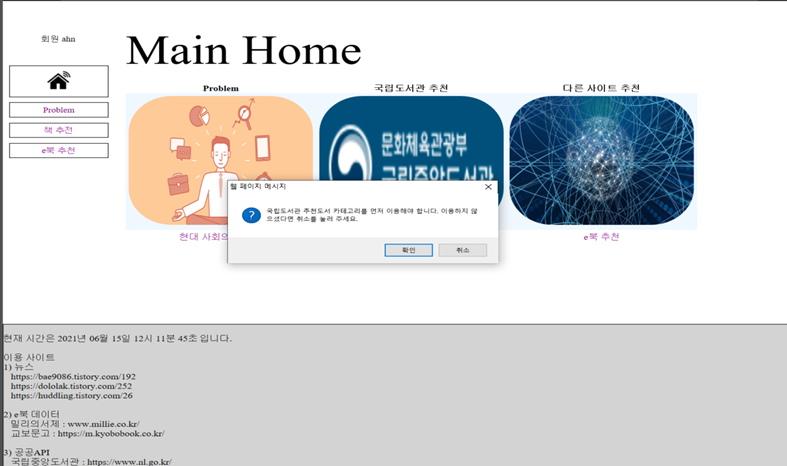 회원 ahn
Main Home
Problem
책 추천
e북 추천
Problem
국립도서관 추천
다른 사이트 추천
문화체육관광부
국립중앙도서관
웹 페이지 메시지
국립도서관 추천도서 카테고리를 먼저 이용해야 합니다. 이용하지 않
으셨다면 취소를 눌러 주세요.
확인
취소
현대 사회의
e북 추천
현재 시간은 2021년 06월 15일 12시 11분 45초 입니다.
이용 사이트
1) 뉴스
https://bae9086.tistory.com/192
https://dololak.tistory.com/252
https://huddling.tistory.com/26
2) e북 데이터
밀리의서제 : www.millie.co.kr/
교보문고 : https://m.kyobobook.co.kr/
3) 공공API
국립중앙도서관 : https://www.nl.go.kr/